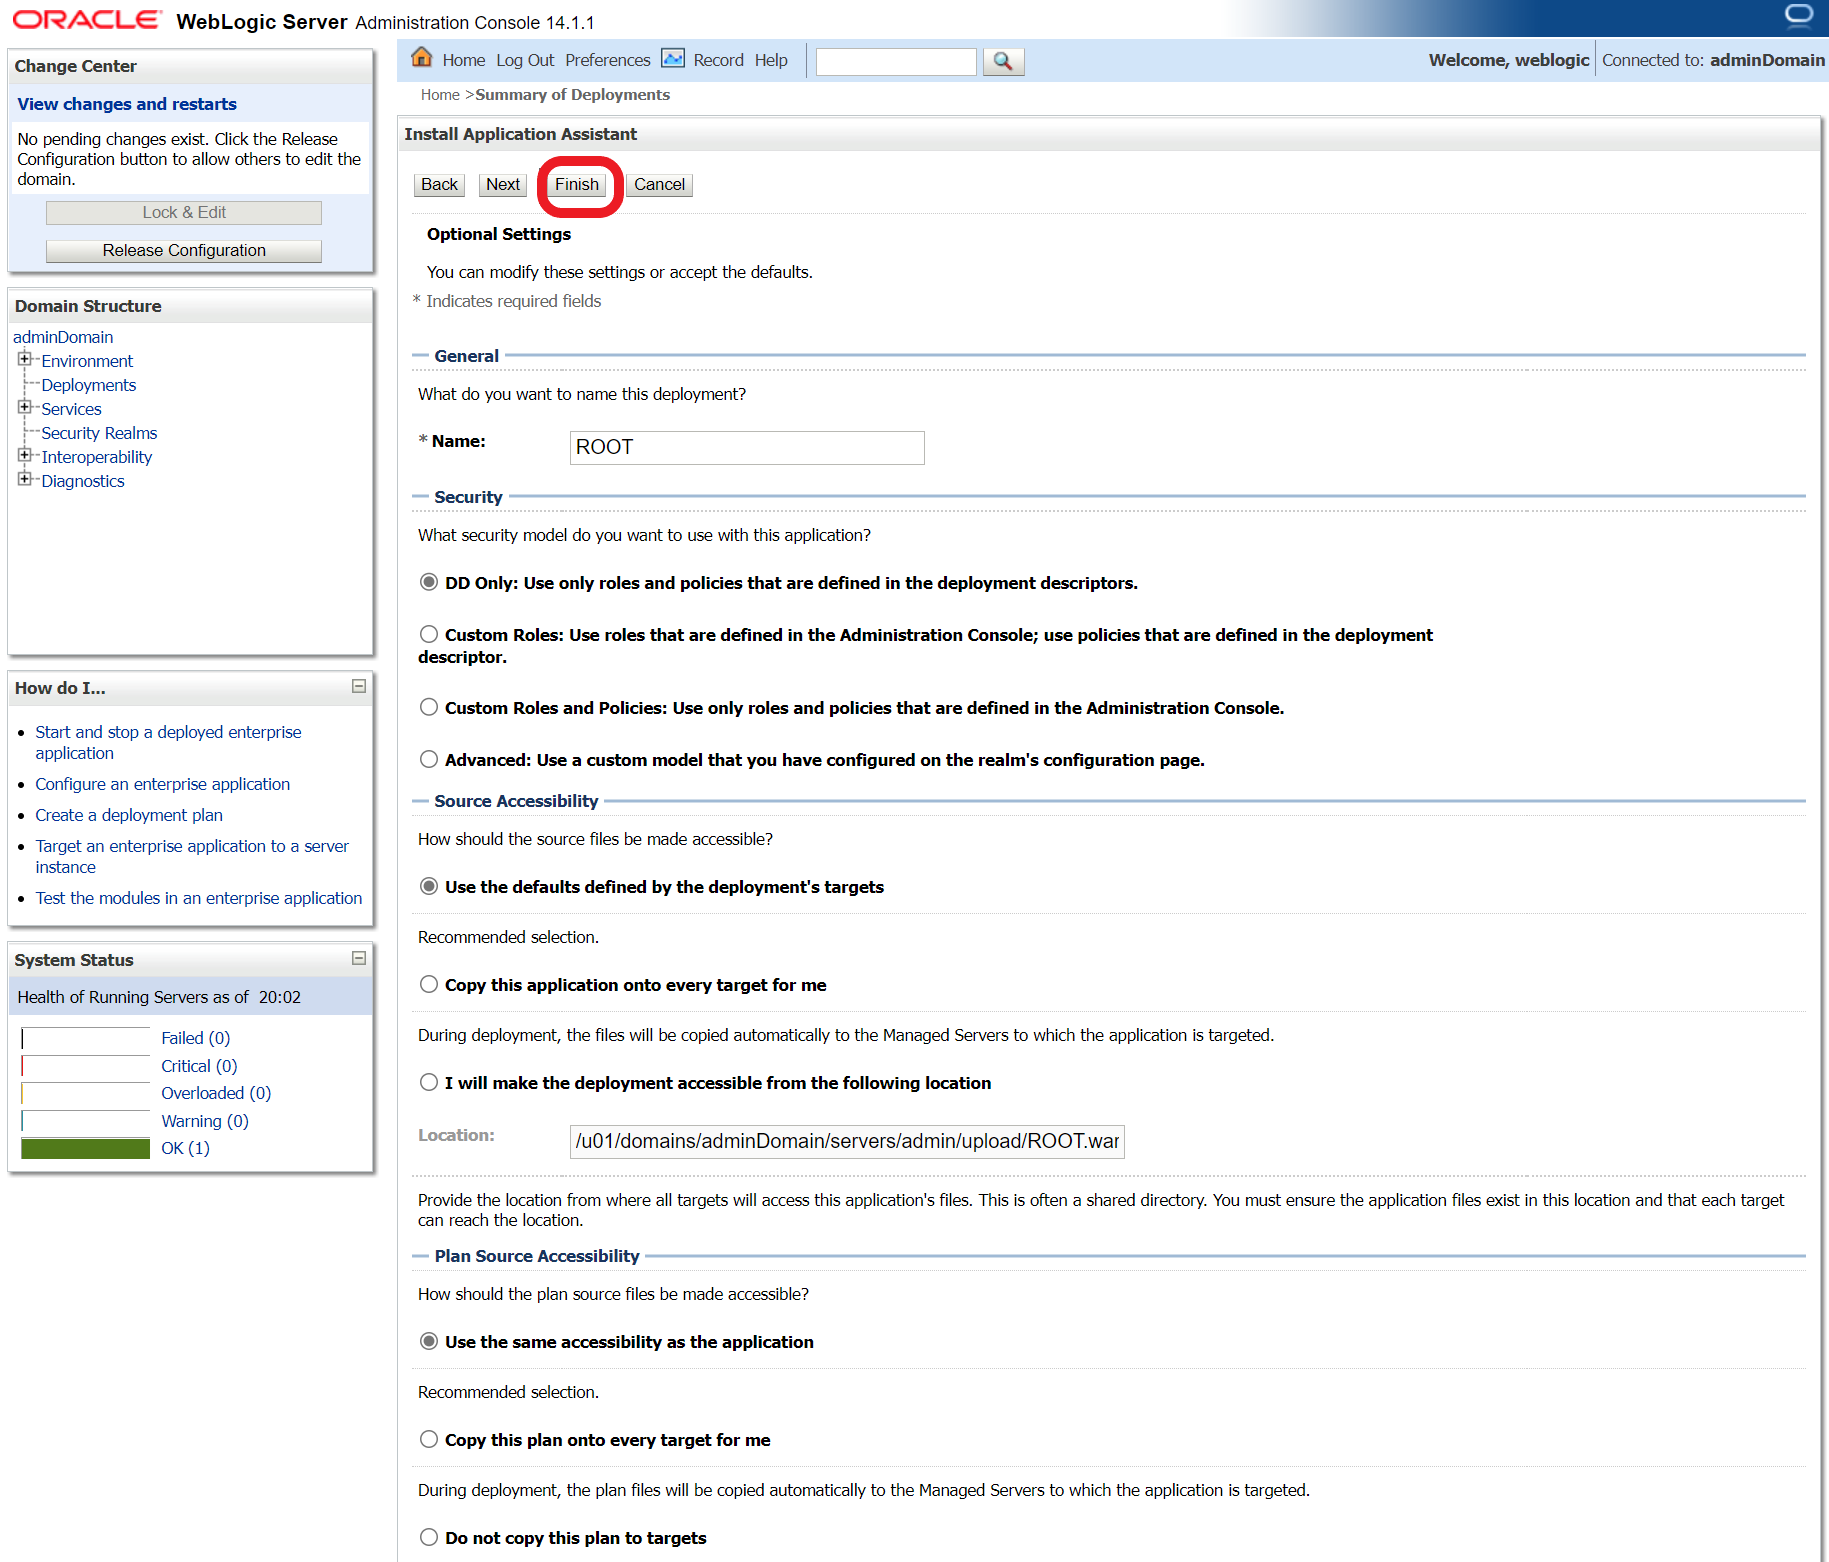 ORACLE WebLogic Server Administration Console 14.1.1
Change Center
View changes and restarts
No pending changes exist. Click the Release
Configuration button to allow others to edit the
domain.
Lock & Edit
Release Configuration
Domain Structure
adminDomain
Environment
Deployments
Services
Security Realms
Interoperability
Diagnostics
How do I...
Start and stop a deployed enterprise
application
Configure an enterprise application
Create a deployment plan
Target an enterprise application to a server
instance
Test the modules in an enterprise application
System Status
Health of Running Servers as of 20:02
Failed (0)
Critical (0)
Overloaded (0)
Warning (0)
OK (1)
Home Log Out Preferences Record Help
Welcome, weblogic Connected to: adminDomain
Home >Summary of Deployments
Install Application Assistant
Back Next Finish Cancel
Optional Settings
You can modify these settings or accept the defaults.
* Indicates required fields
General
What do you want to name this deployment?
* Name: ROOT
Security
What security model do you want to use with this application?
DD Only: Use only roles and policies that are defined in the deployment descriptors.
Custom Roles: Use roles that are defined in the Administration Console; use policies that are defined in the deployment
descriptor.
Custom Roles and Policies: Use only roles and policies that are defined in the Administration Console.
Advanced: Use a custom model that you have configured on the realm's configuration page.
Source Accessibility
How should the source files be made accessible?
Use the defaults defined by the deployment's targets
Recommended selection.
Copy this application onto every target for me
During deployment, the files will be copied automatically to the Managed Servers to which the application is targeted.
I will make the deployment accessible from the following location
Location: /u01/domains/adminDomain/servers/admin/upload/ROOT.war
Provide the location from where all targets will access this application's files. This is often a shared directory. You must ensure the application files exist in this location and that each target
can reach the location.
Plan Source Accessibility
How should the plan source files be made accessible?
Use the same accessibility as the application
Recommended selection.
Copy this plan onto every target for me
During deployment, the plan files will be copied automatically to the Managed Servers to which the application is targeted.
Do not copy this plan to targets